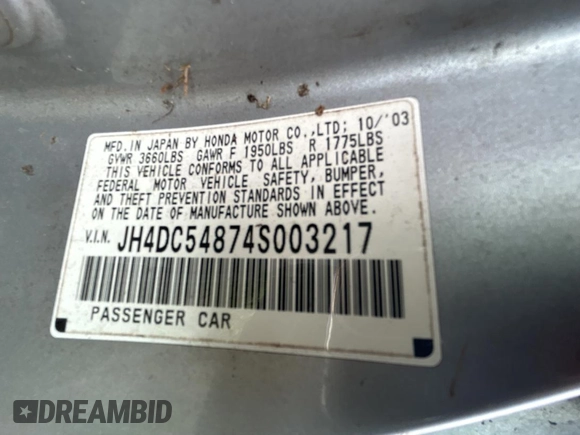 MFD.IN JAPAN BY HONDA MOTOR CO.,LTD; 10/'03
GVWR 3660LBS GAWR F 1950LBS R 1775LBS
THIS VEHICLE CONFORMS TO ALL APPLICABLE
FEDERAL MOTOR VEHICLE SAFETY, BUMPER,
AND THEFT PREVENTION STANDARDS IN EFFECT
ON THE DATE OF MANUFACTURE SHOWN ABOVE.
V.I.N. JH4DC54874S003217
PASSENGER CAR
DREAMBID